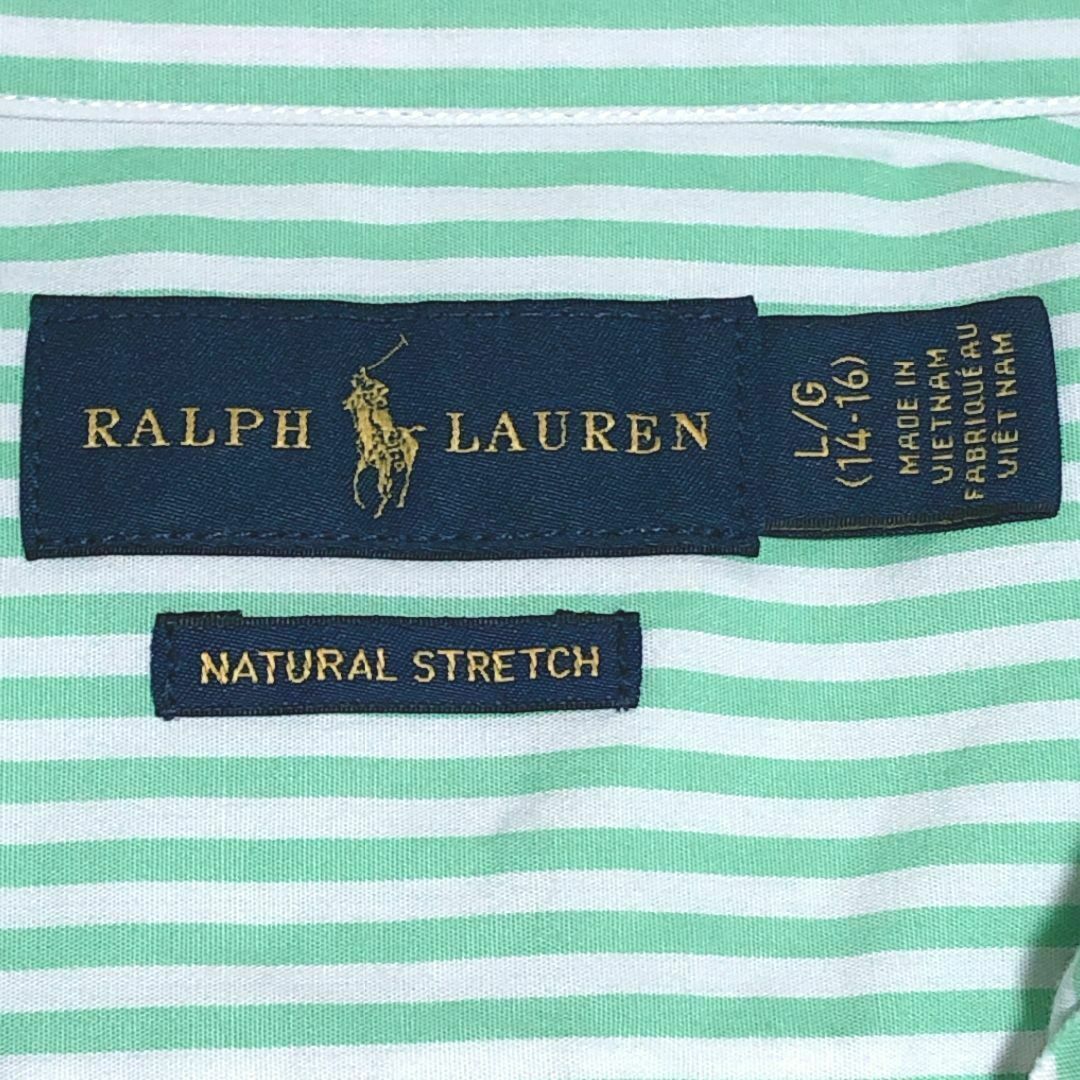 RALPH LAUREN
L/G
(14-16)
MADE IN
VIETNAM
FABRIQUÉ AU
VIÊT NAM
NATURAL STRETCH